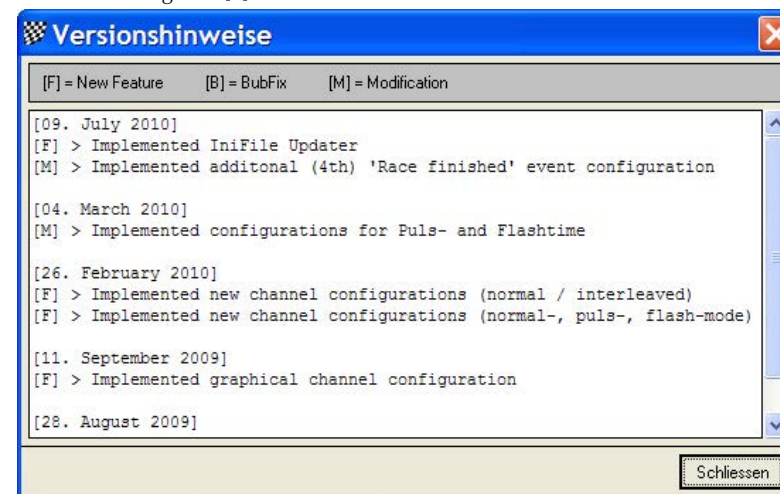 Versionshinweise
[F] = New Feature [B] = BubFix [M] = Modification
[09. July 2010]
[F] > Implemented IniFile Updater
[M] > Implemented additonal (4th) 'Race finished' event configuration
[04. March 2010]
[M] > Implemented configurations for Puls- and Flashtime
[26. February 2010]
[F] > Implemented new channel configurations (normal / interleaved)
[F] > Implemented new channel configurations (normal-, puls-, flash-mode)
[11. September 2009]
[F] > Implemented graphical channel configuration
[28. August 2009]
Schliessen